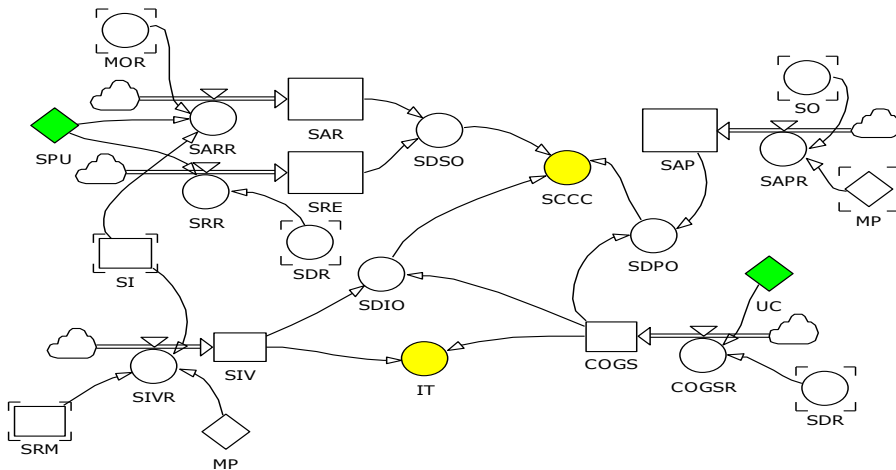 MOR
SO
SPU
SARR
SAR
SDSO
SAP
SAPR
SCCC
MP
SRR
SRE
SDR
SDPO
SI
SDIO
UC
SIV
COGS
COGSR
SIVR
IT
SDR
SRM
MP